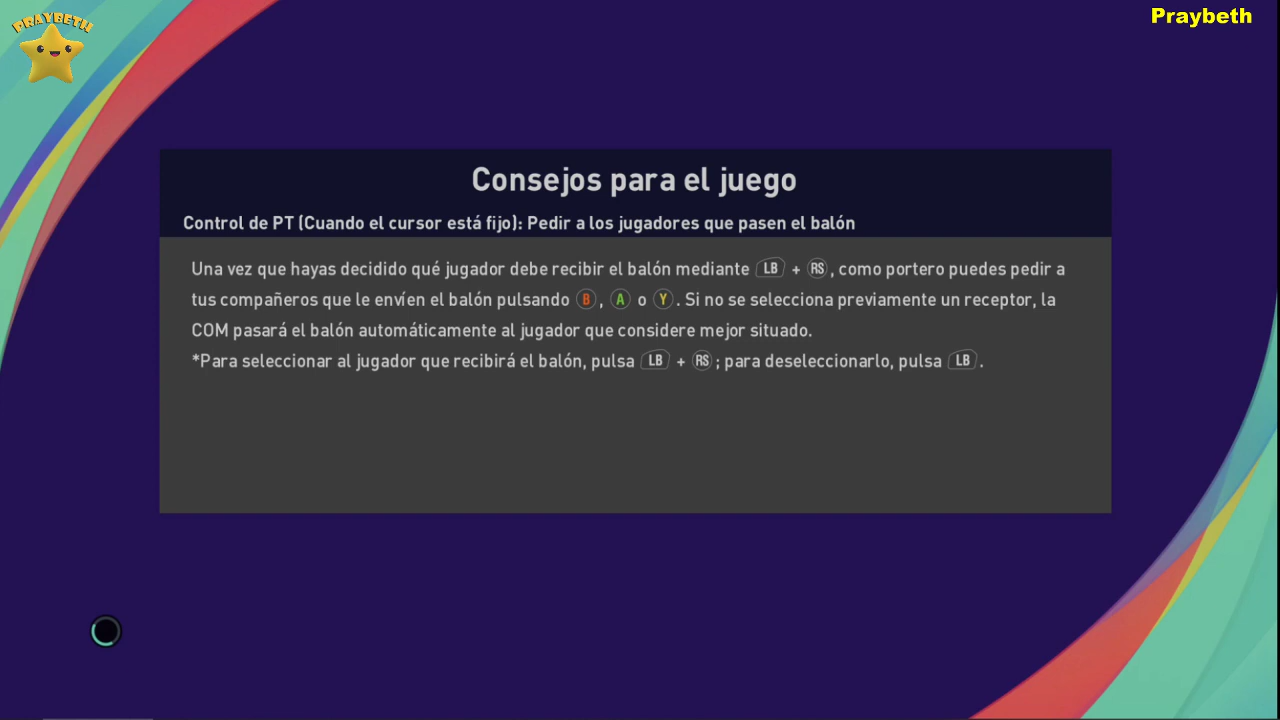 PRAYBETH
Praybeth
Consejos para el juego
Control de PT (Cuando el cursor está fijo): Pedir a los jugadores que pasen el balón
Una vez que hayas decidido qué jugador debe recibir el balón mediante LB + RS, como portero puedes pedir a
tus compañeros que le envíen el balón pulsando B, A o Y. Si no se selecciona previamente un receptor, la
COM pasará el balón automáticamente al jugador que considere mejor situado.
*Para seleccionar al jugador que recibirá el balón, pulsa LB + RS; para deseleccionarlo, pulsa LB.